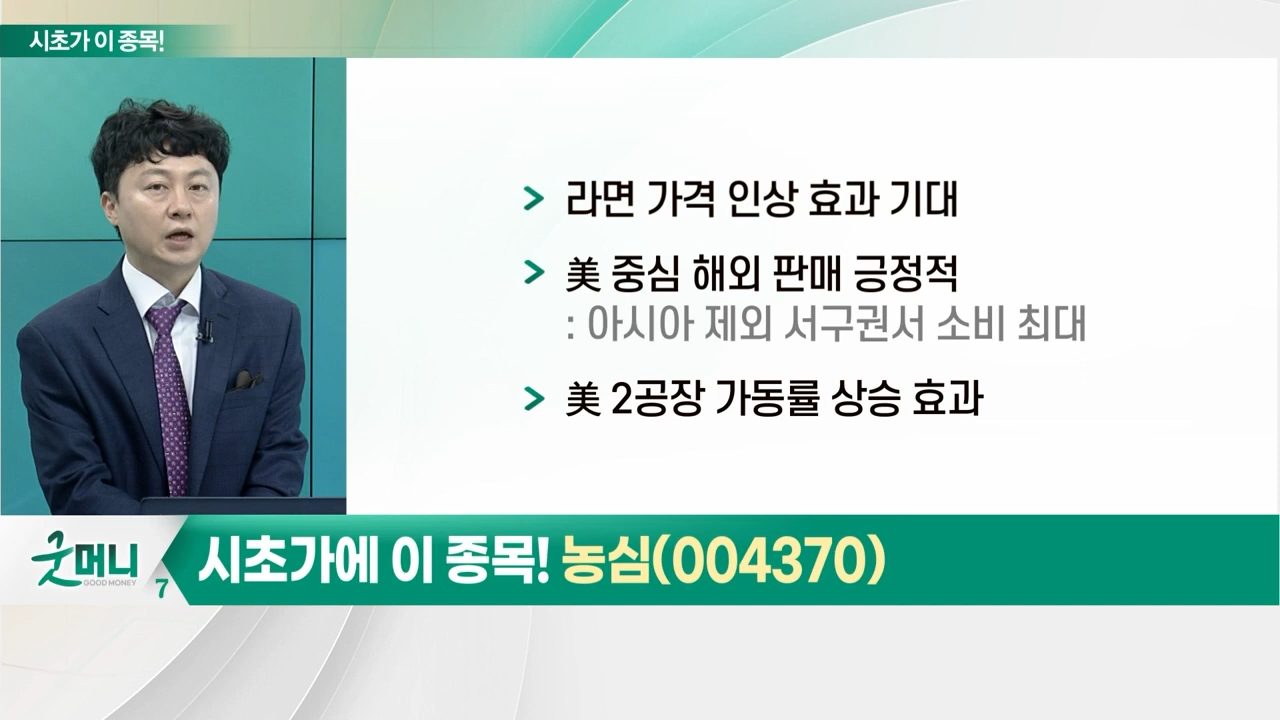 시초가 이 종목!
> 라면 가격 인상 효과 기대
> 美 중심 해외 판매 긍정적
: 아시아 제외 서구권서 소비 최대
> 美 2공장 가동률 상승 효과
굿머니
GOOD MONEY
7
시초가에 이 종목! 농심(004370)